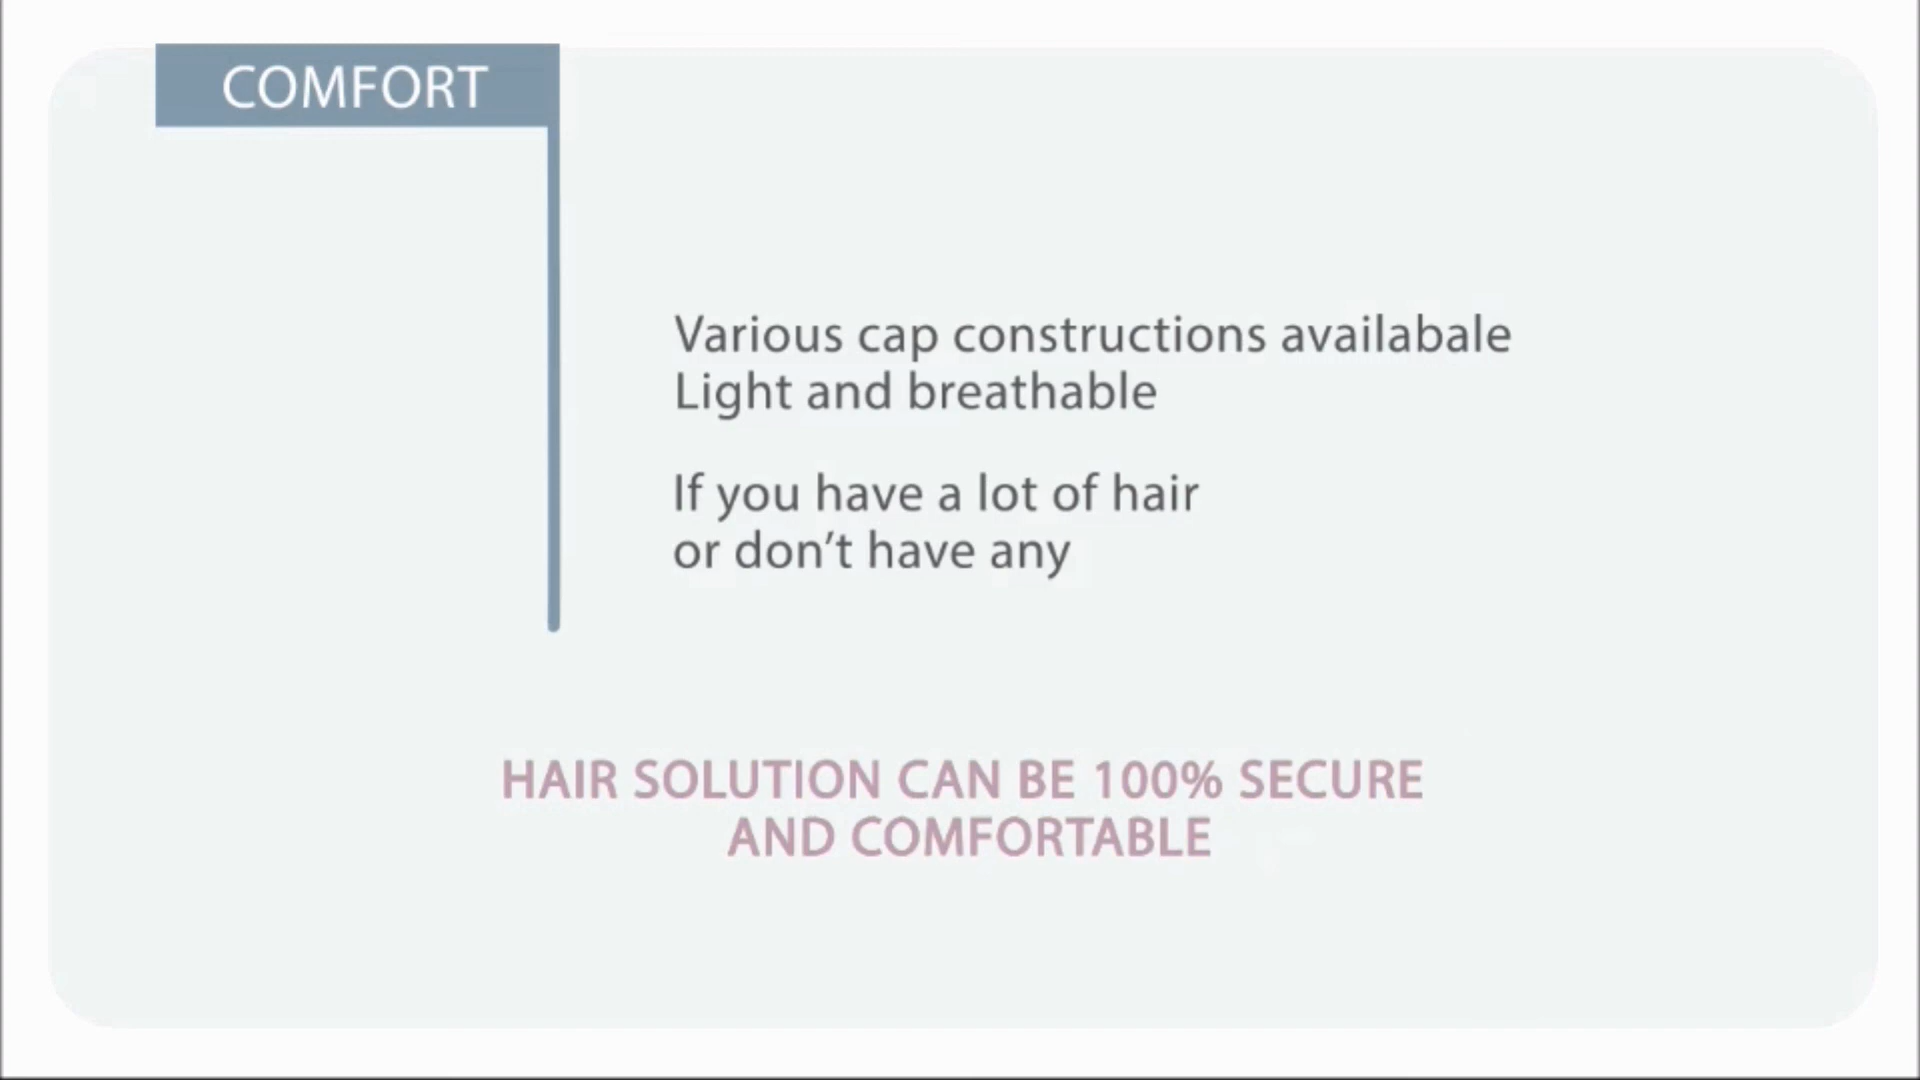 COMFORT
Various cap constructions availabale
Light and breathable
If you have a lot of hair
or don’t have any
HAIR SOLUTION CAN BE 100% SECURE
AND COMFORTABLE